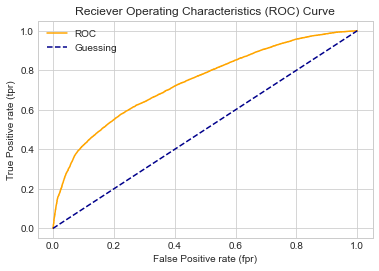 Reciever Operating Characteristics (ROC) Curve
1.0
0.8
0.6
0.4
0.2
0.0
True Positive rate (tpr)
ROC
Guessing
0.0 0.2 0.4 0.6 0.8 1.0
False Positive rate (fpr)